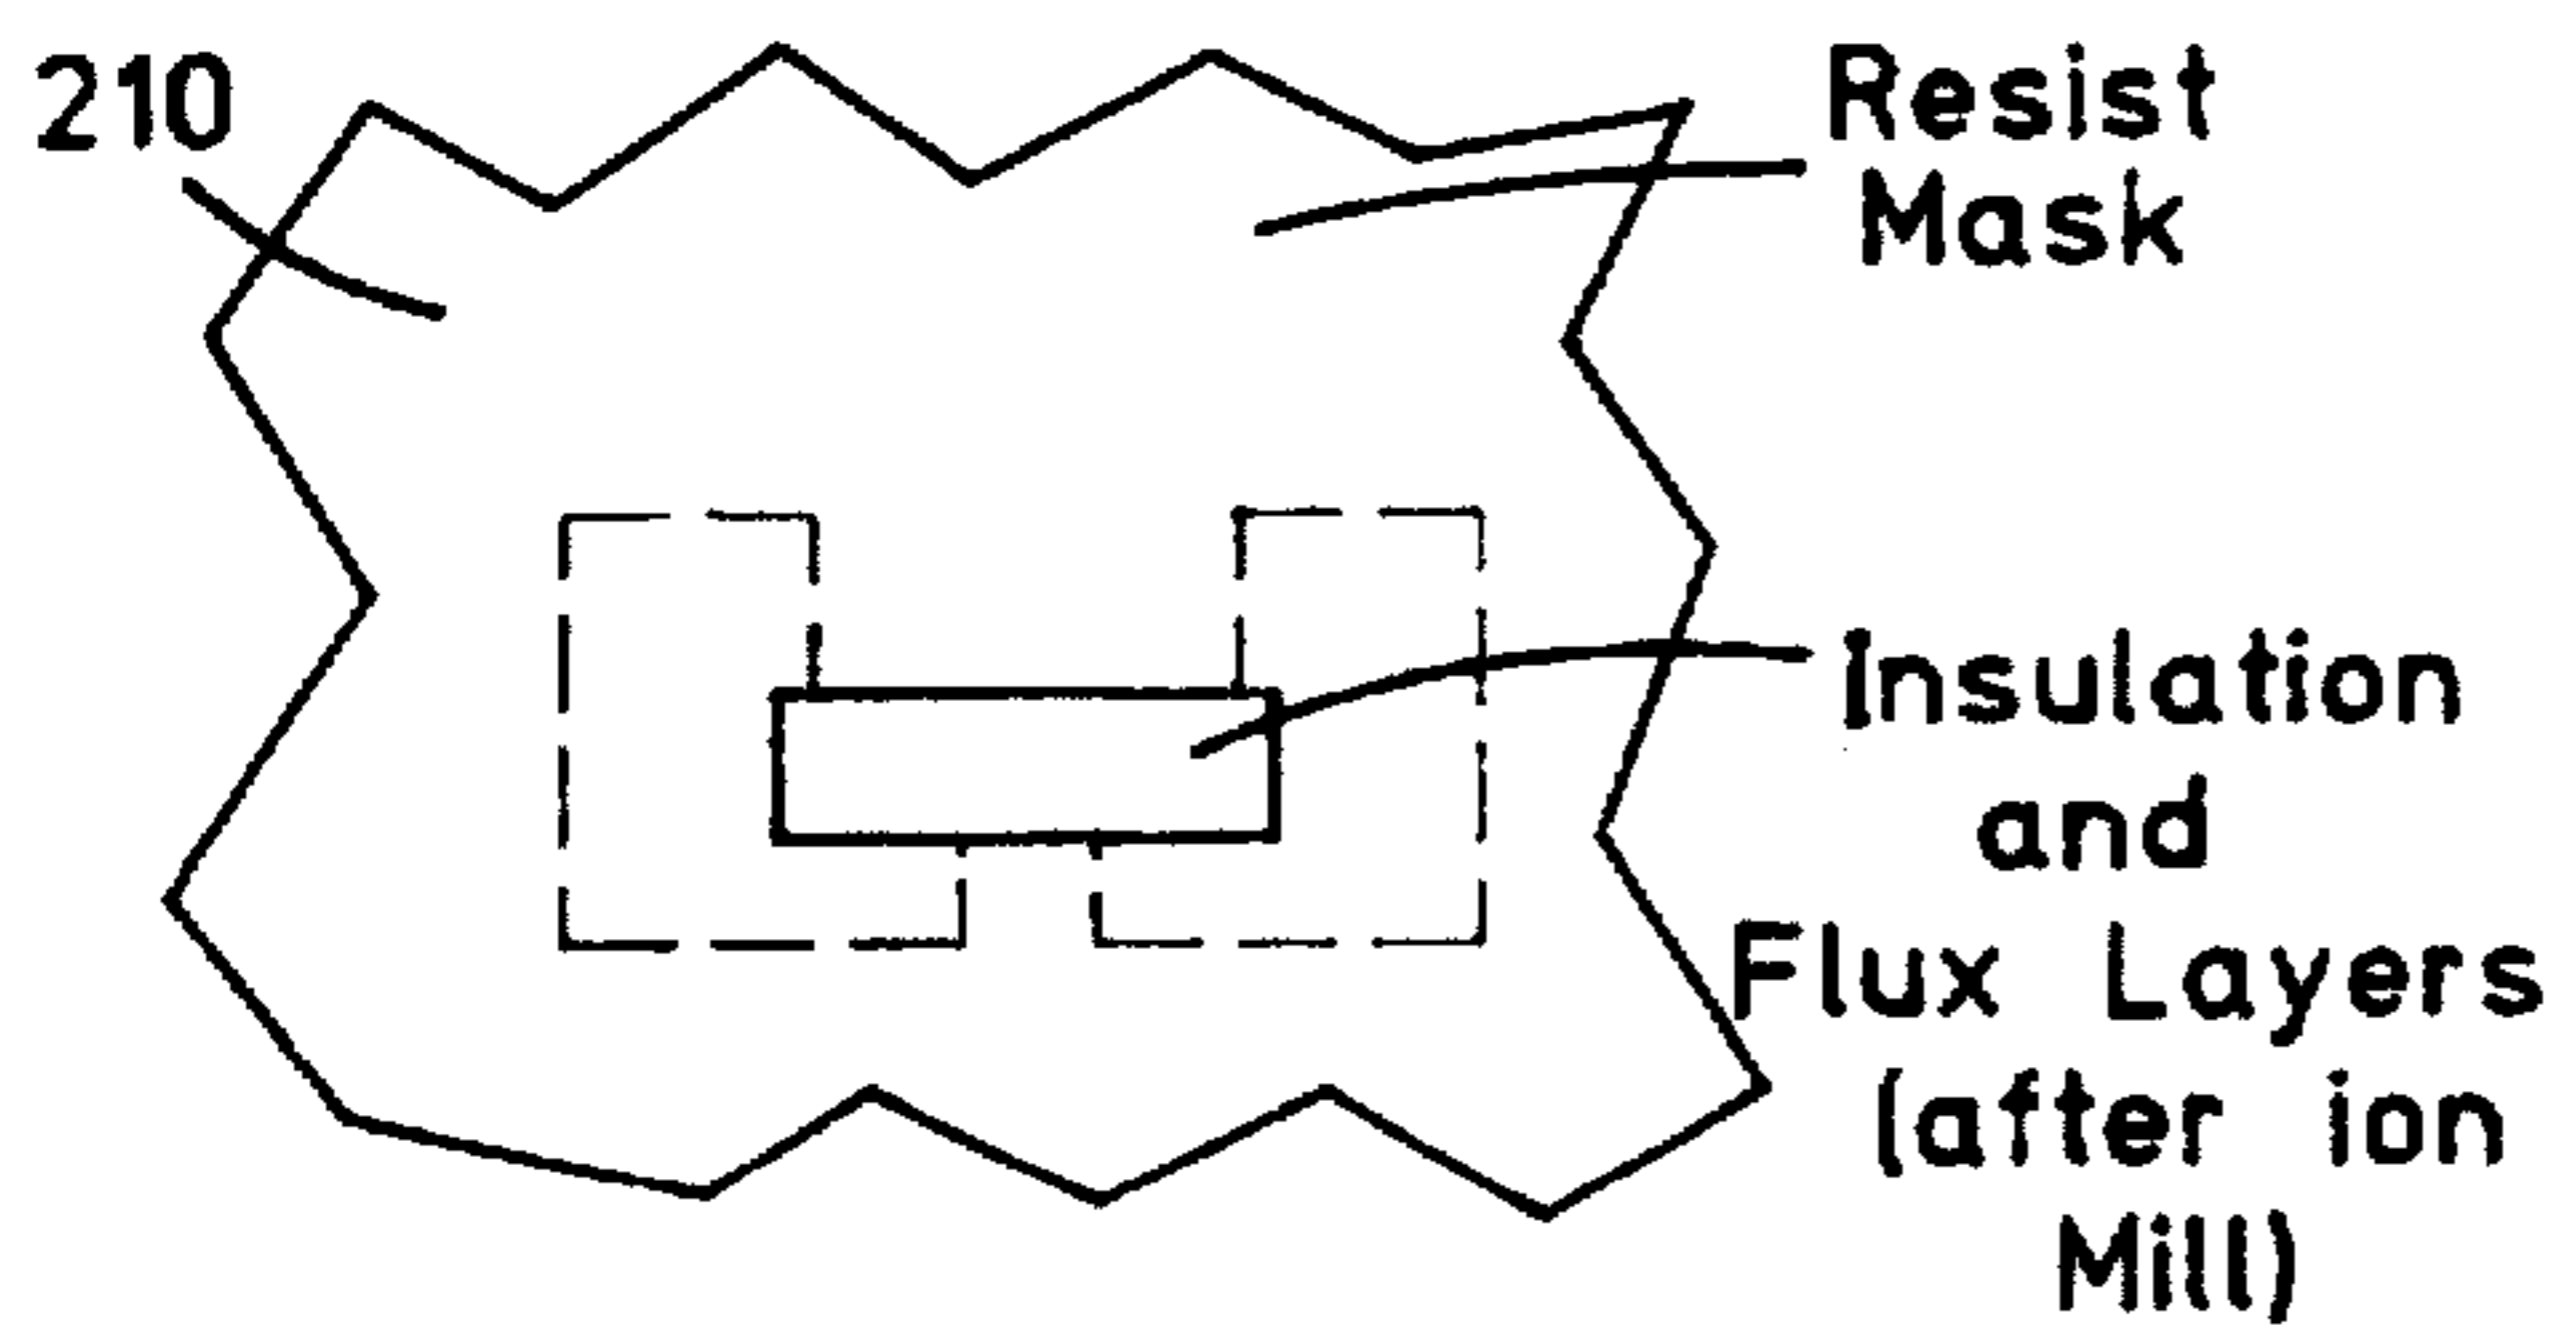 210
Resist
Mask
Insulation
and
Flux Layers
(after ion
Mill)